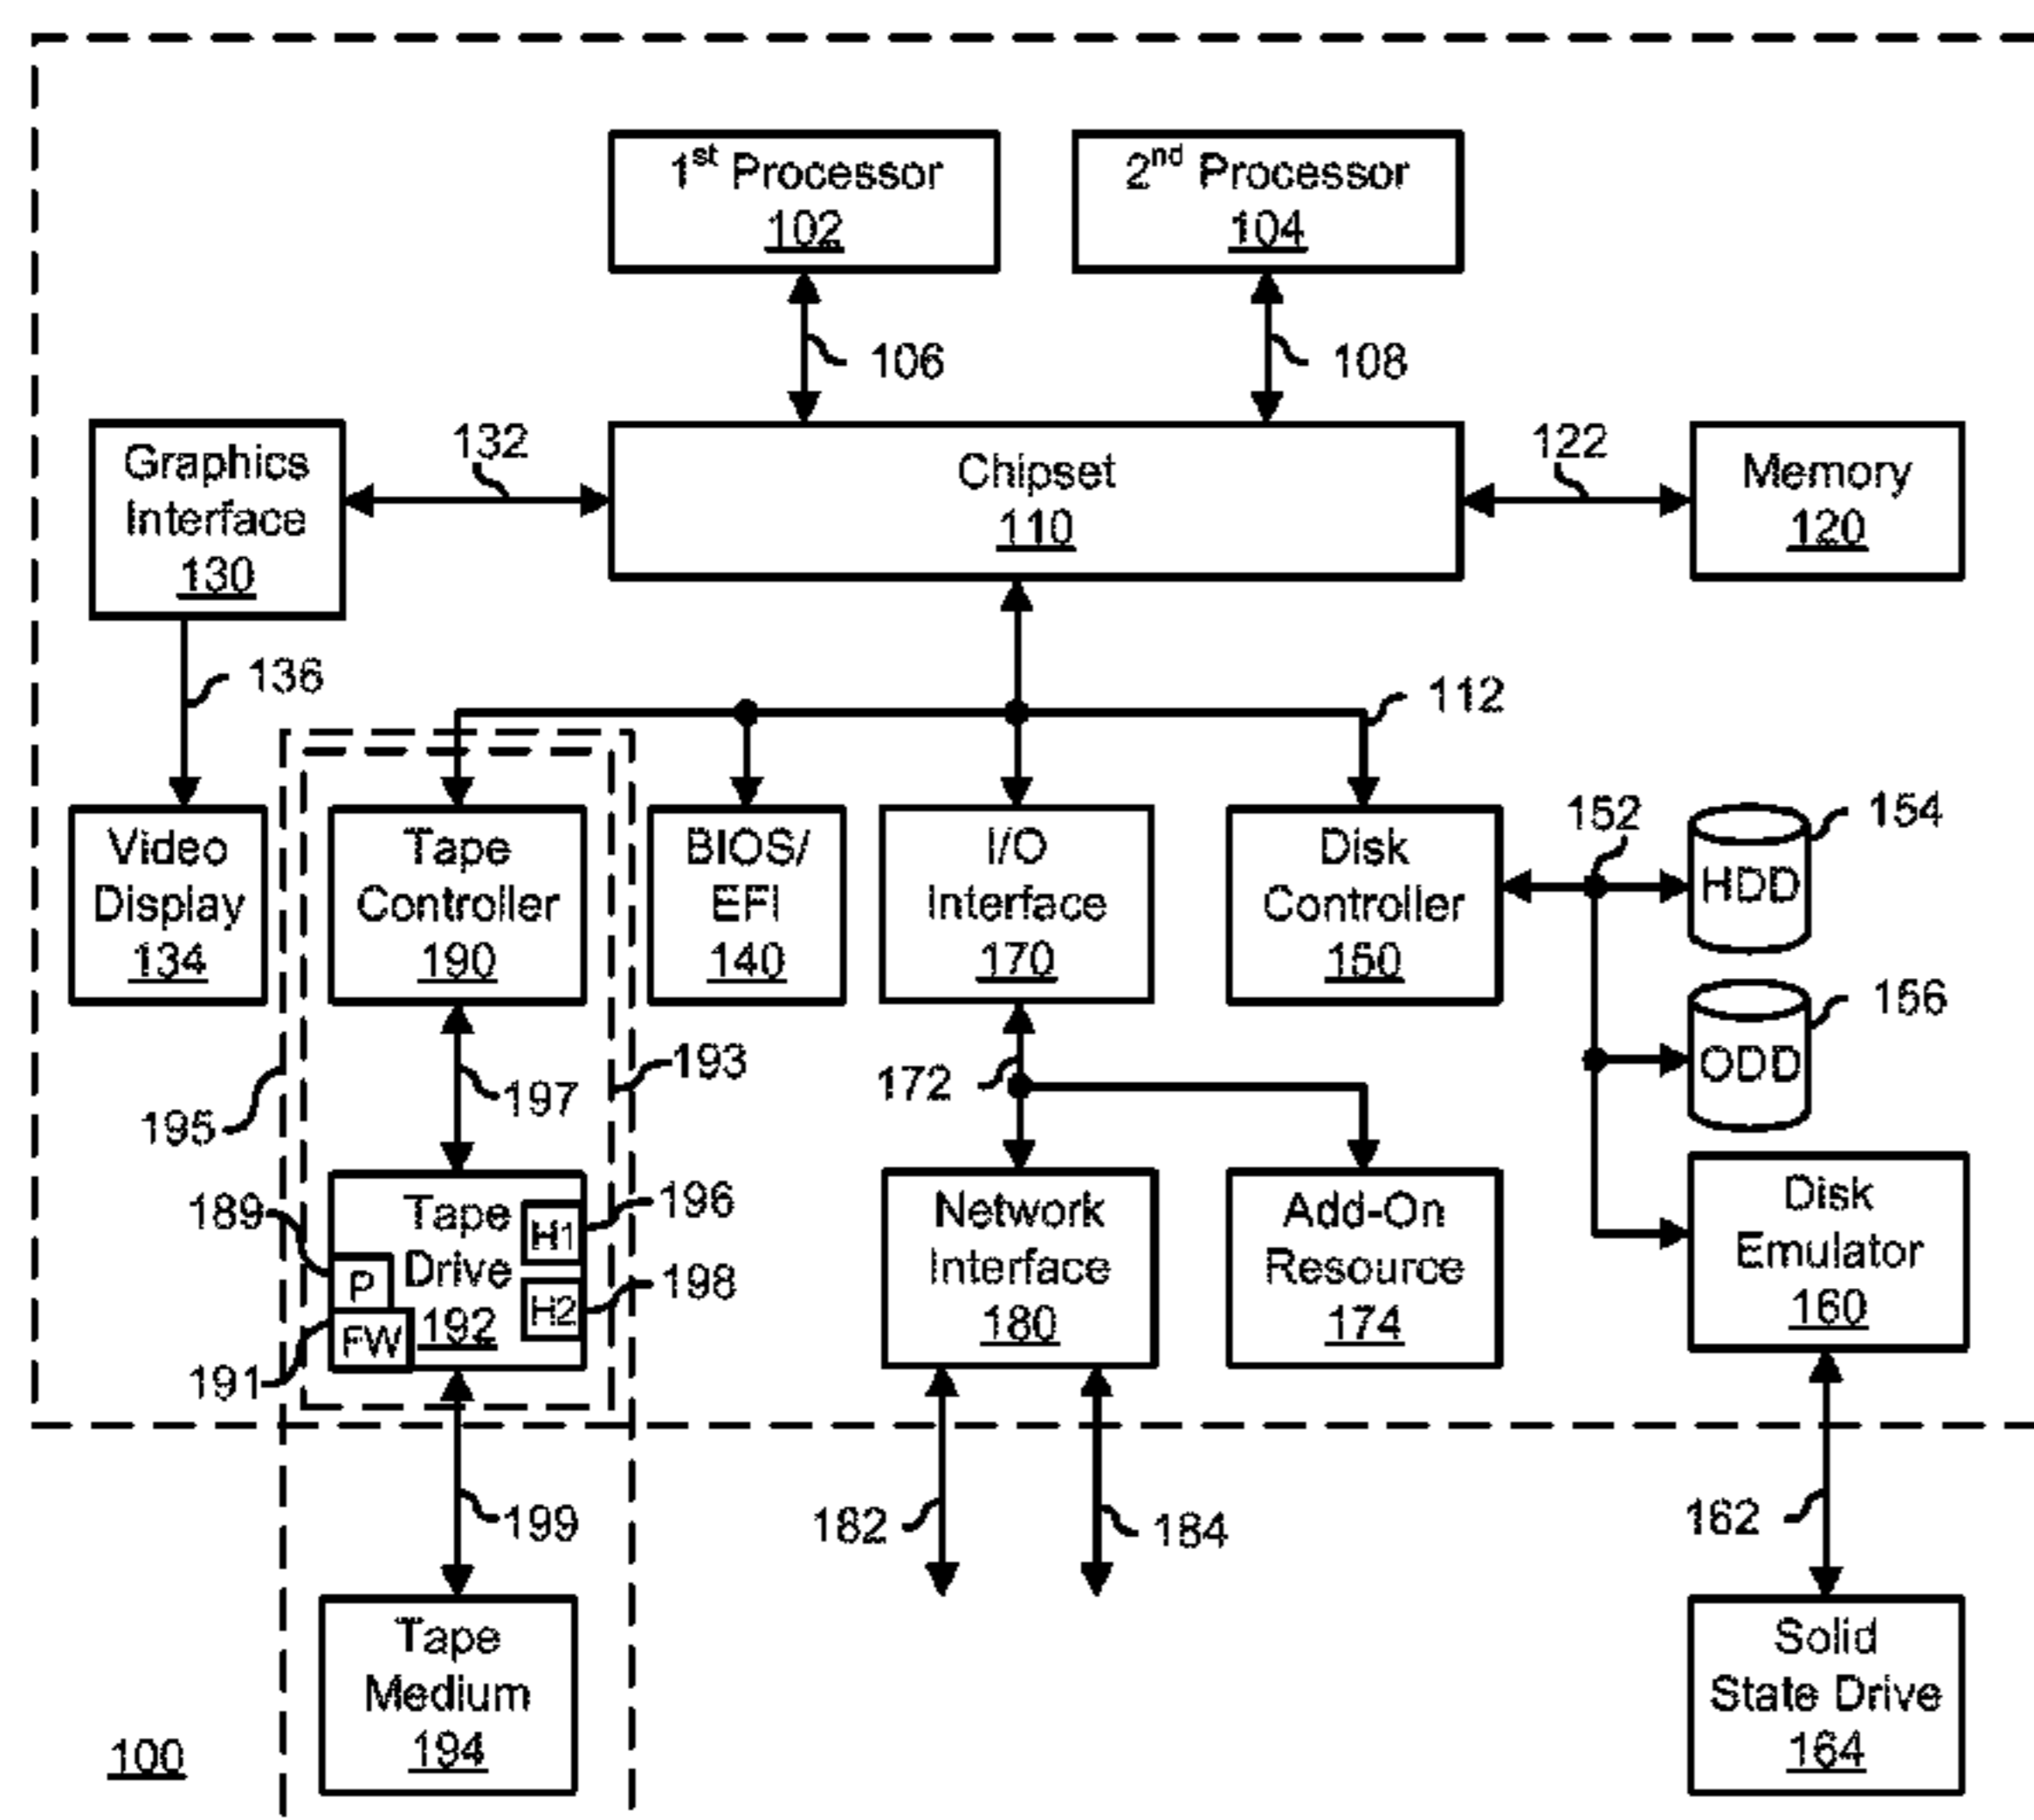 1st Processor
102
2nd Processor
104
106
108
Graphics
Interface
130
132
Chipset
110
122
Memory
120
136
112
Video
Display
134
Tape
Controller
190
BIOS/
EFI
140
I/O
Interface
170
Disk
Controller
150
152
154
HDD
156
ODD
193
195
197
172
189
Tape
Drive
192
P
FW
H1
H2
196
198
191
Network
Interface
180
Add-On
Resource
174
Disk
Emulator
160
199
182
184
162
Tape
Medium
194
Solid
State Drive
164
100